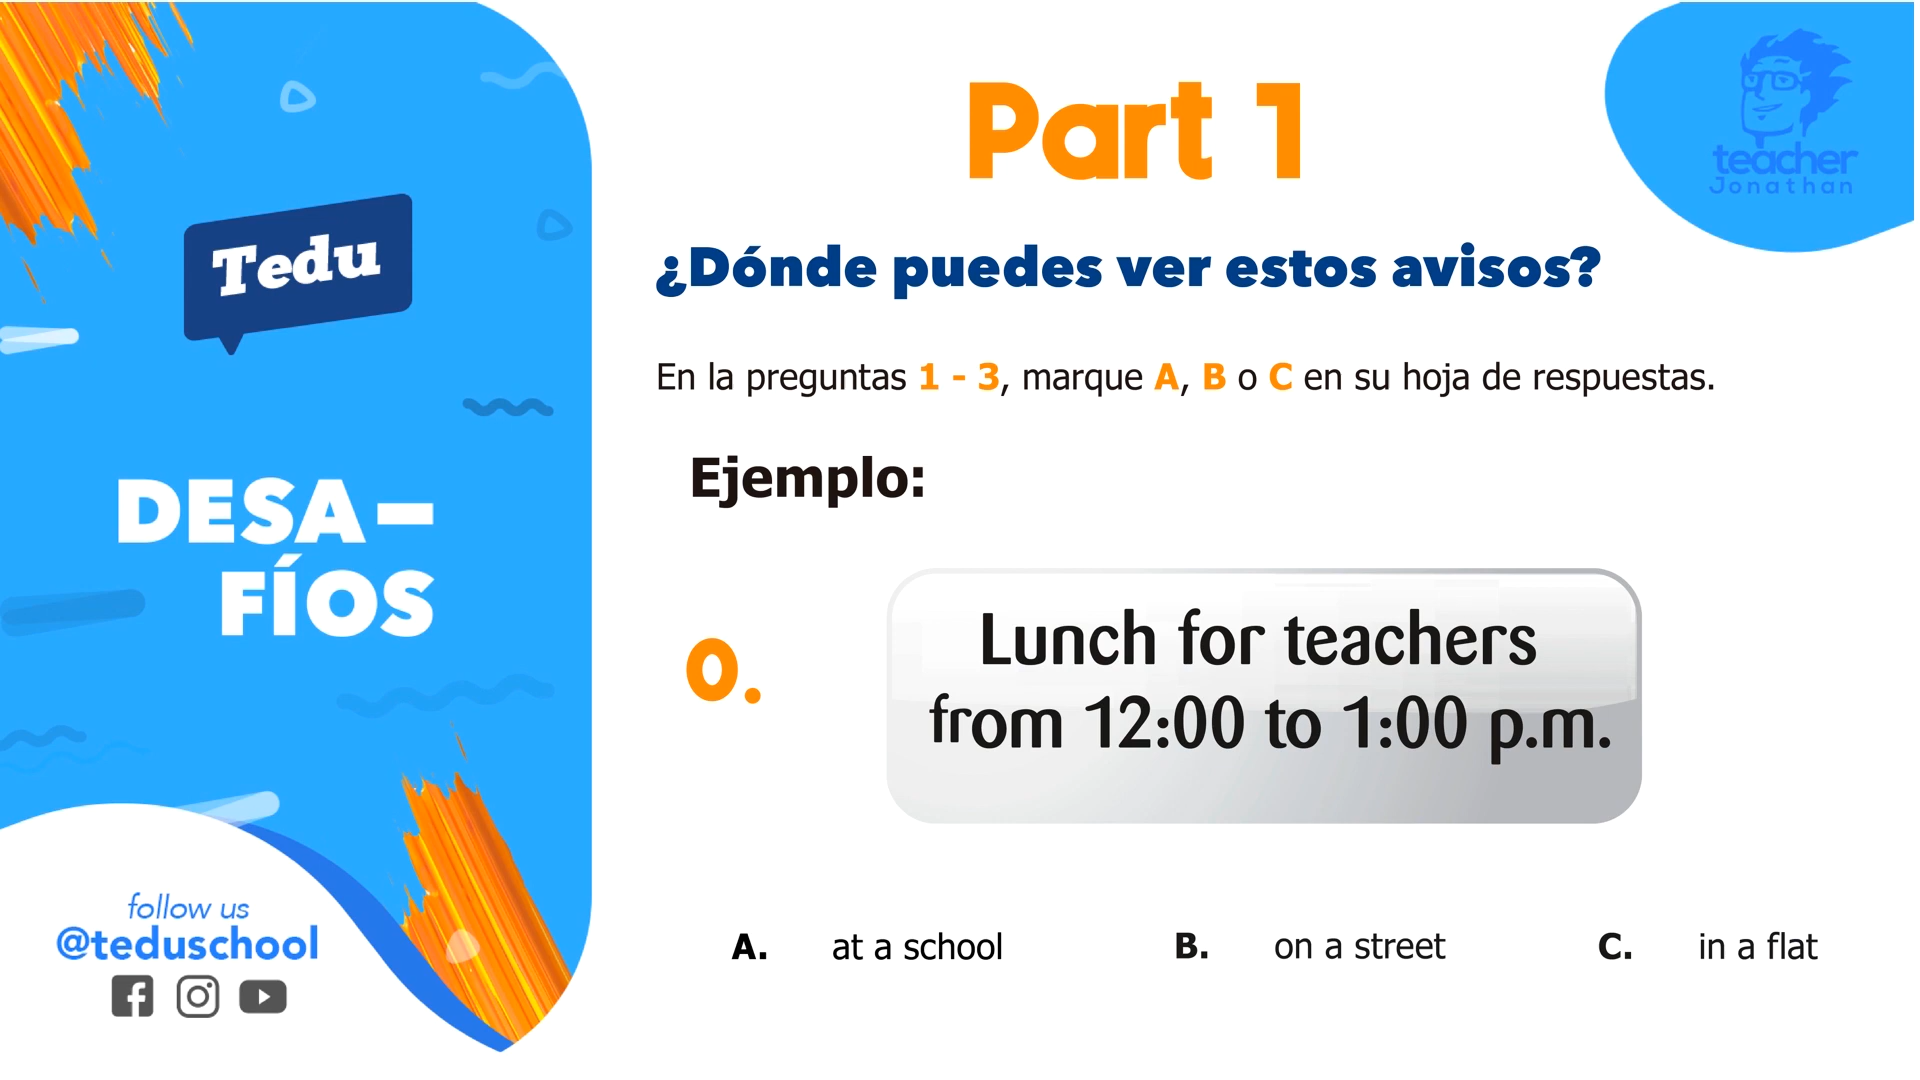 Tedu
DESA–
FÍOS
follow us
@teduschool
teacher
Jonathan
Part 1
¿Dónde puedes ver estos avisos?
En la preguntas 1 - 3, marque A, B o C en su hoja de respuestas.
Ejemplo:
0.
Lunch for teachers
from 12:00 to 1:00 p.m.
A. at a school B. on a street C. in a flat